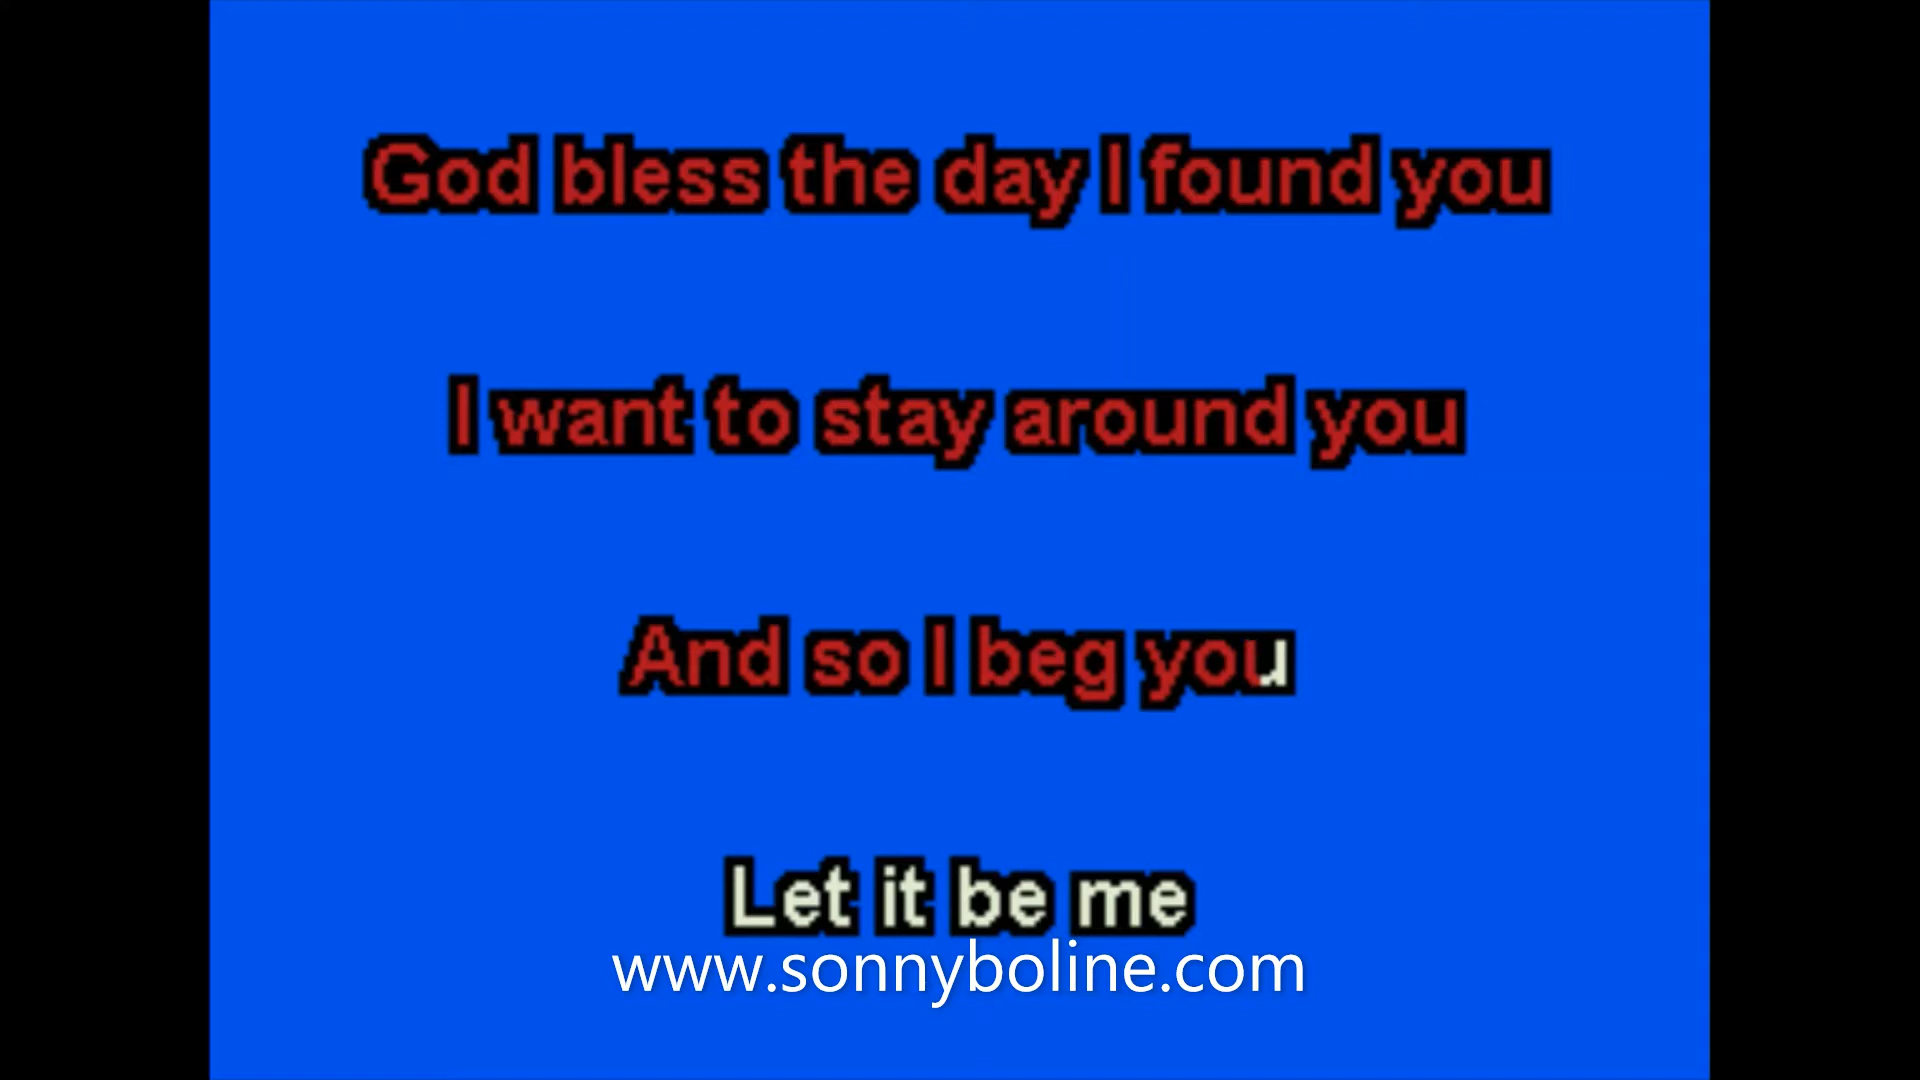 God bless the day I found you
I want to stay around you
And so I beg you
Let it be me
www.sonnyboline.com